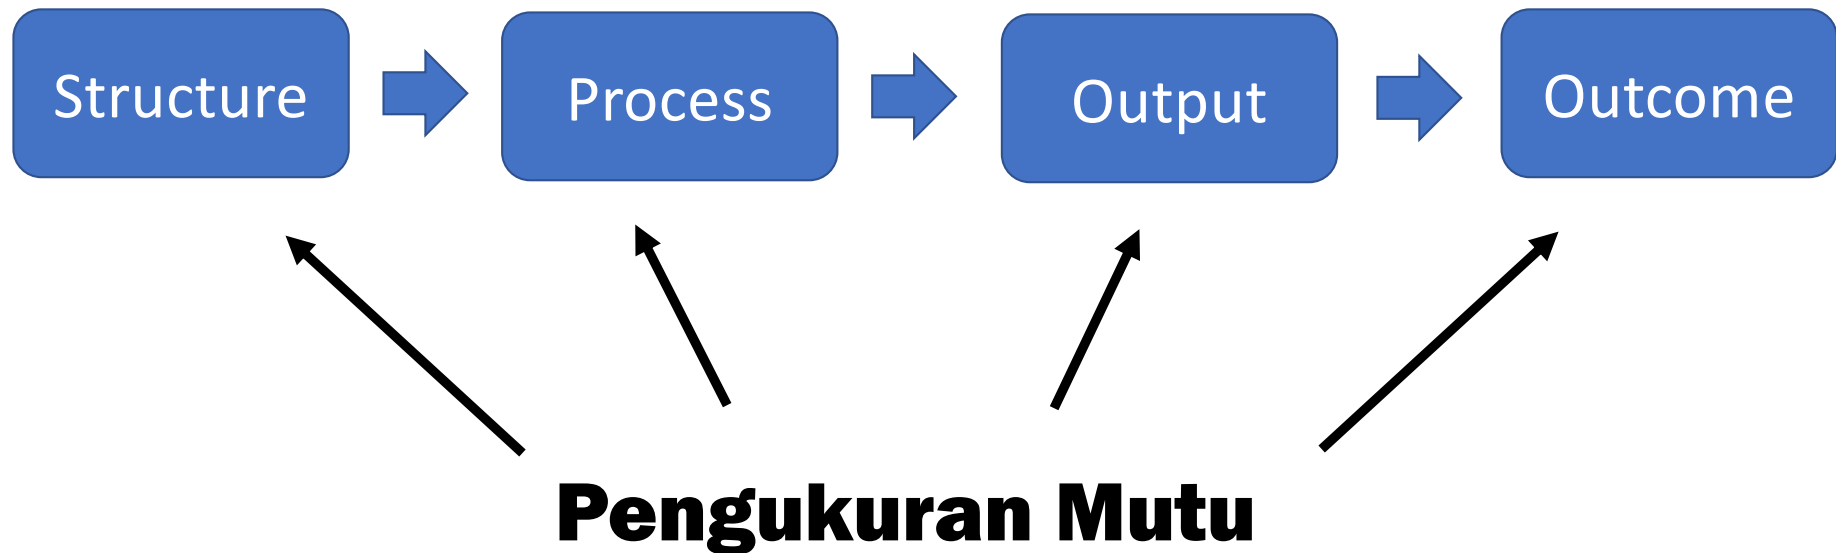 Structure
Process
Output
Outcome
Pengukuran Mutu